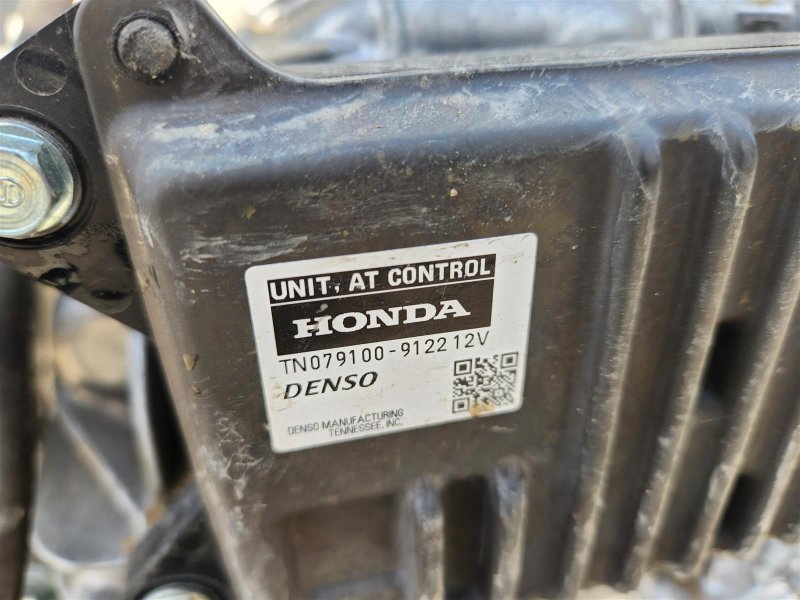 UNIT, AT CONTROL
HONDA
TN079100-9122 12V
DENSO
DENSO MANUFACTURING
TENNESSEE, INC.